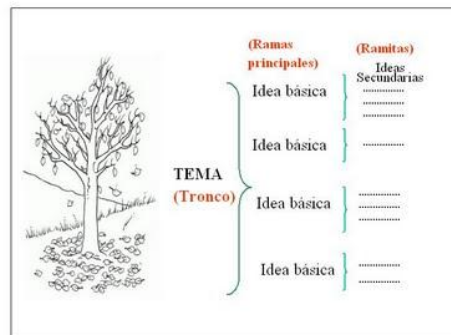 (Ramas
principales)
(Ramitas)
Ideas
Secundarias
Idea básica
...............
...............
...............
Idea básica
...............
TEMA
(Tronco)
Idea básica
...............
...............
...............
Idea básica
...............
...............